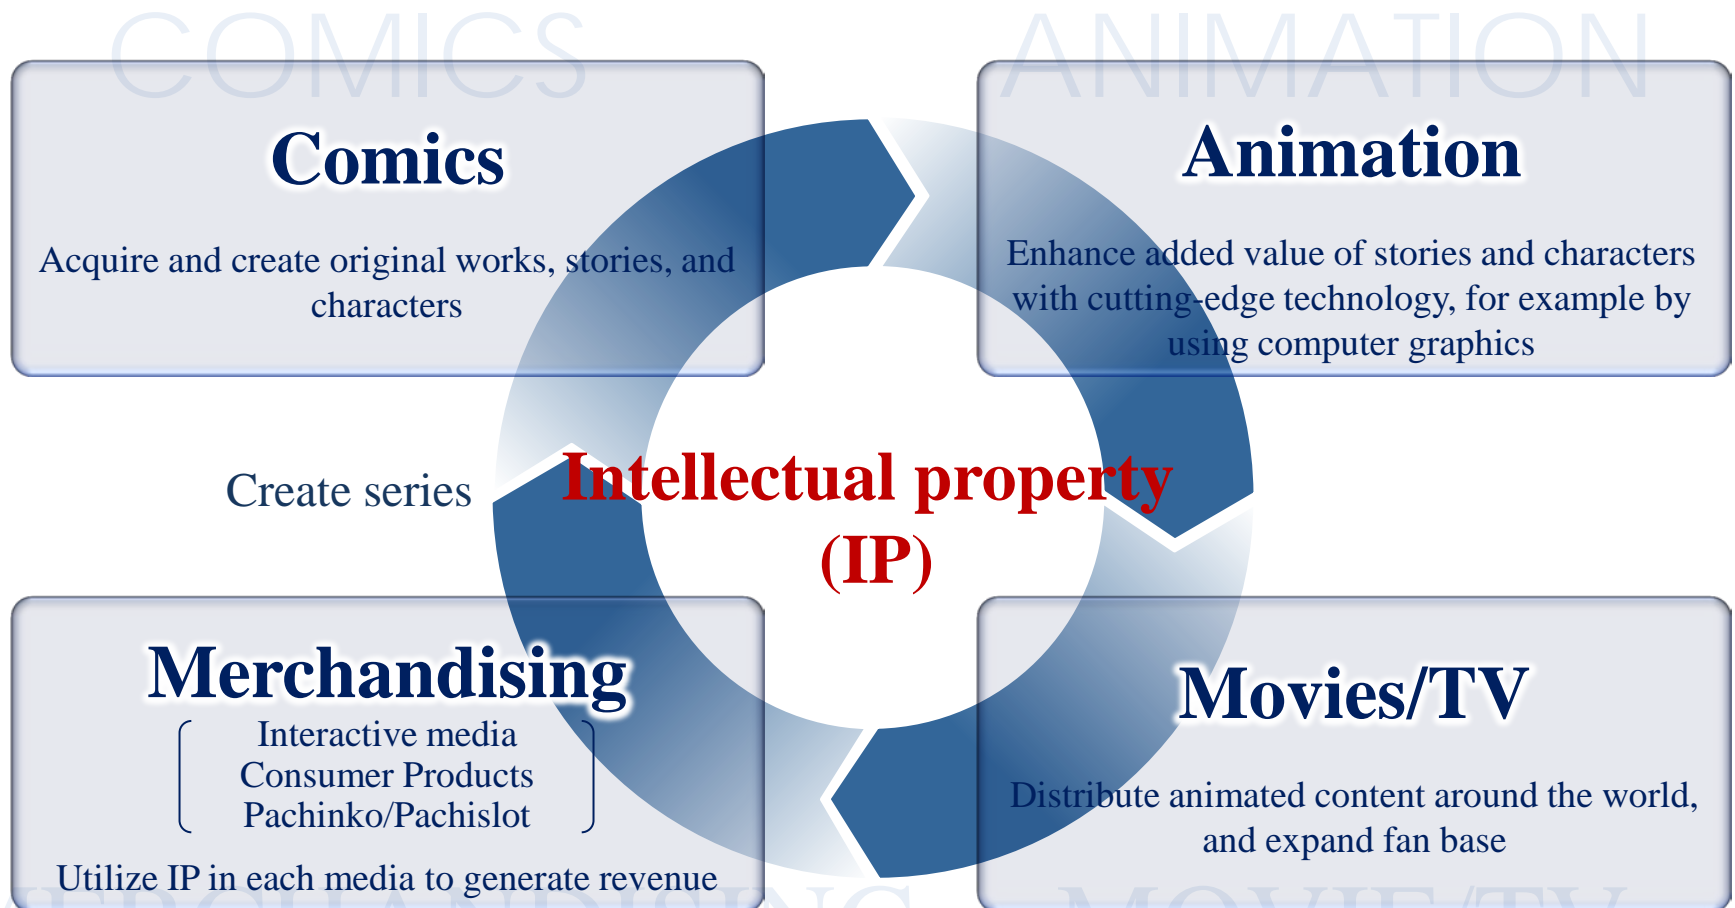 COMICS
Comics
Acquire and create original works, stories, and
characters
ANIMATION
Animation
Enhance added value of stories and characters
with cutting-edge technology, for example by
using computer graphics
Create series
Intellectual property
(IP)
Merchandising
Interactive media
Consumer Products
Pachinko/Pachislot
Utilize IP in each media to generate revenue
MERCHANDISING
Movies/TV
Distribute animated content around the world,
and expand fan base
MOVIE/TV